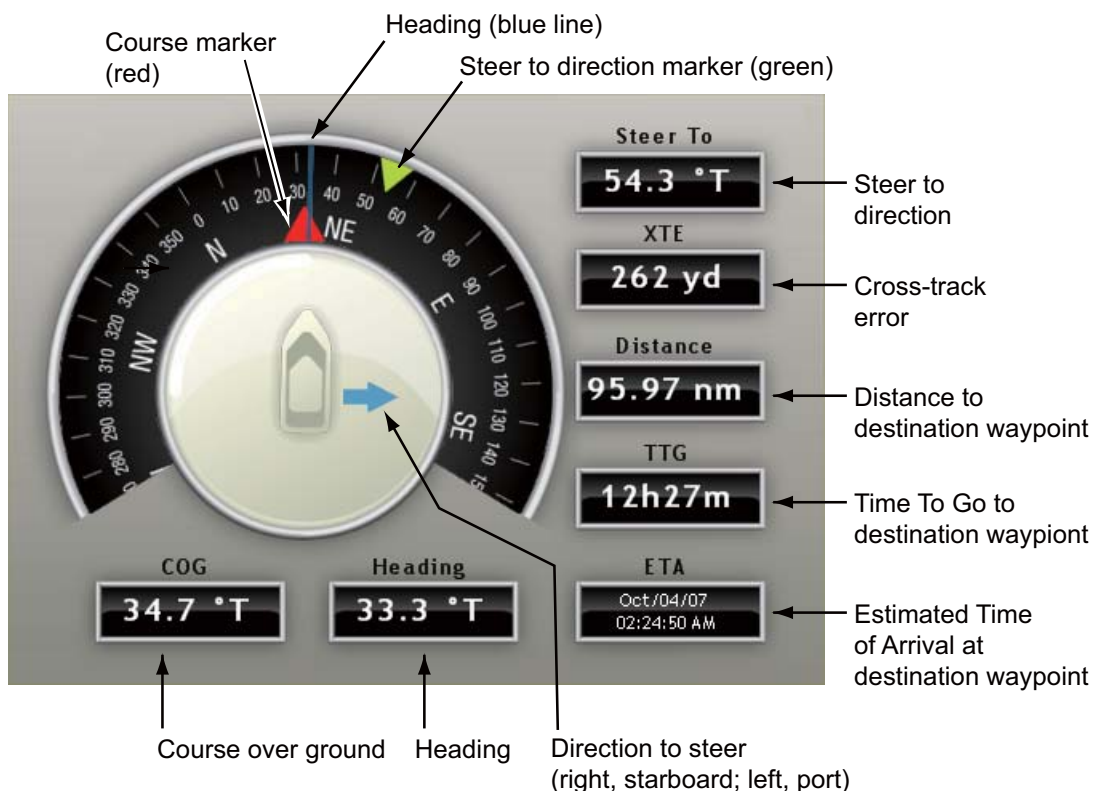 Heading (blue line)
Course marker
(red)
Steer to direction marker (green)
Steer To
54.3 °T
Steer to
direction
XTE
262 yd
Cross-track
error
Distance
95.97 nm
Distance to
destination waypoint
TTG
12h27m
Time To Go to
destination waypiont
ETA
Oct/04/07
02:24:50 AM
Estimated Time
of Arrival at
destination waypoint
280 290 300 310 320 330 340 350 0 10 20 30 40 50 60 70 80 90 100 110 120 130 140
NW N NE E SE
COG
34.7 °T
Heading
33.3 °T
Course over ground
Heading
Direction to steer
(right, starboard; left, port)